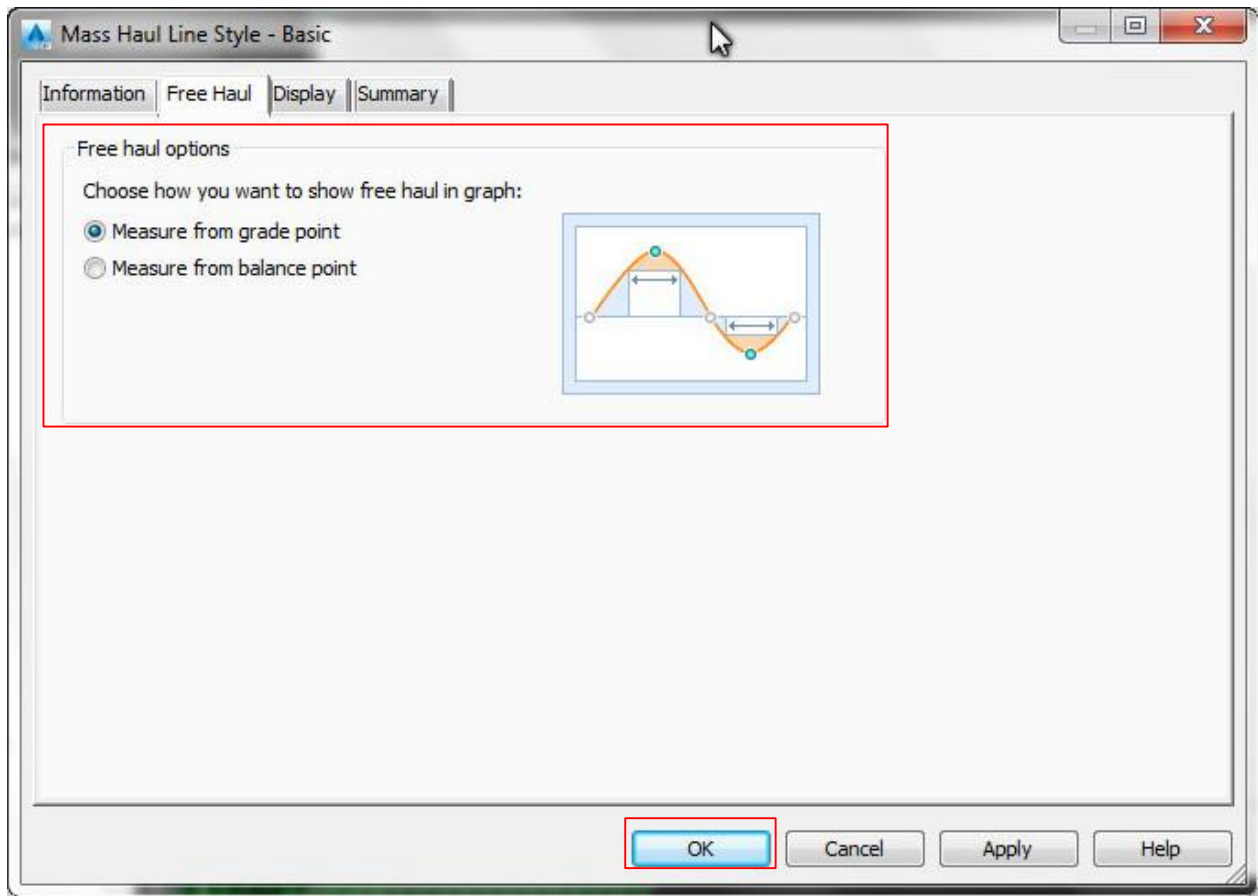 Mass Haul Line Style - Basic
Information Free Haul Display Summary
Free haul options
Choose how you want to show free haul in graph:
Measure from grade point
Measure from balance point
OK Cancel Apply Help